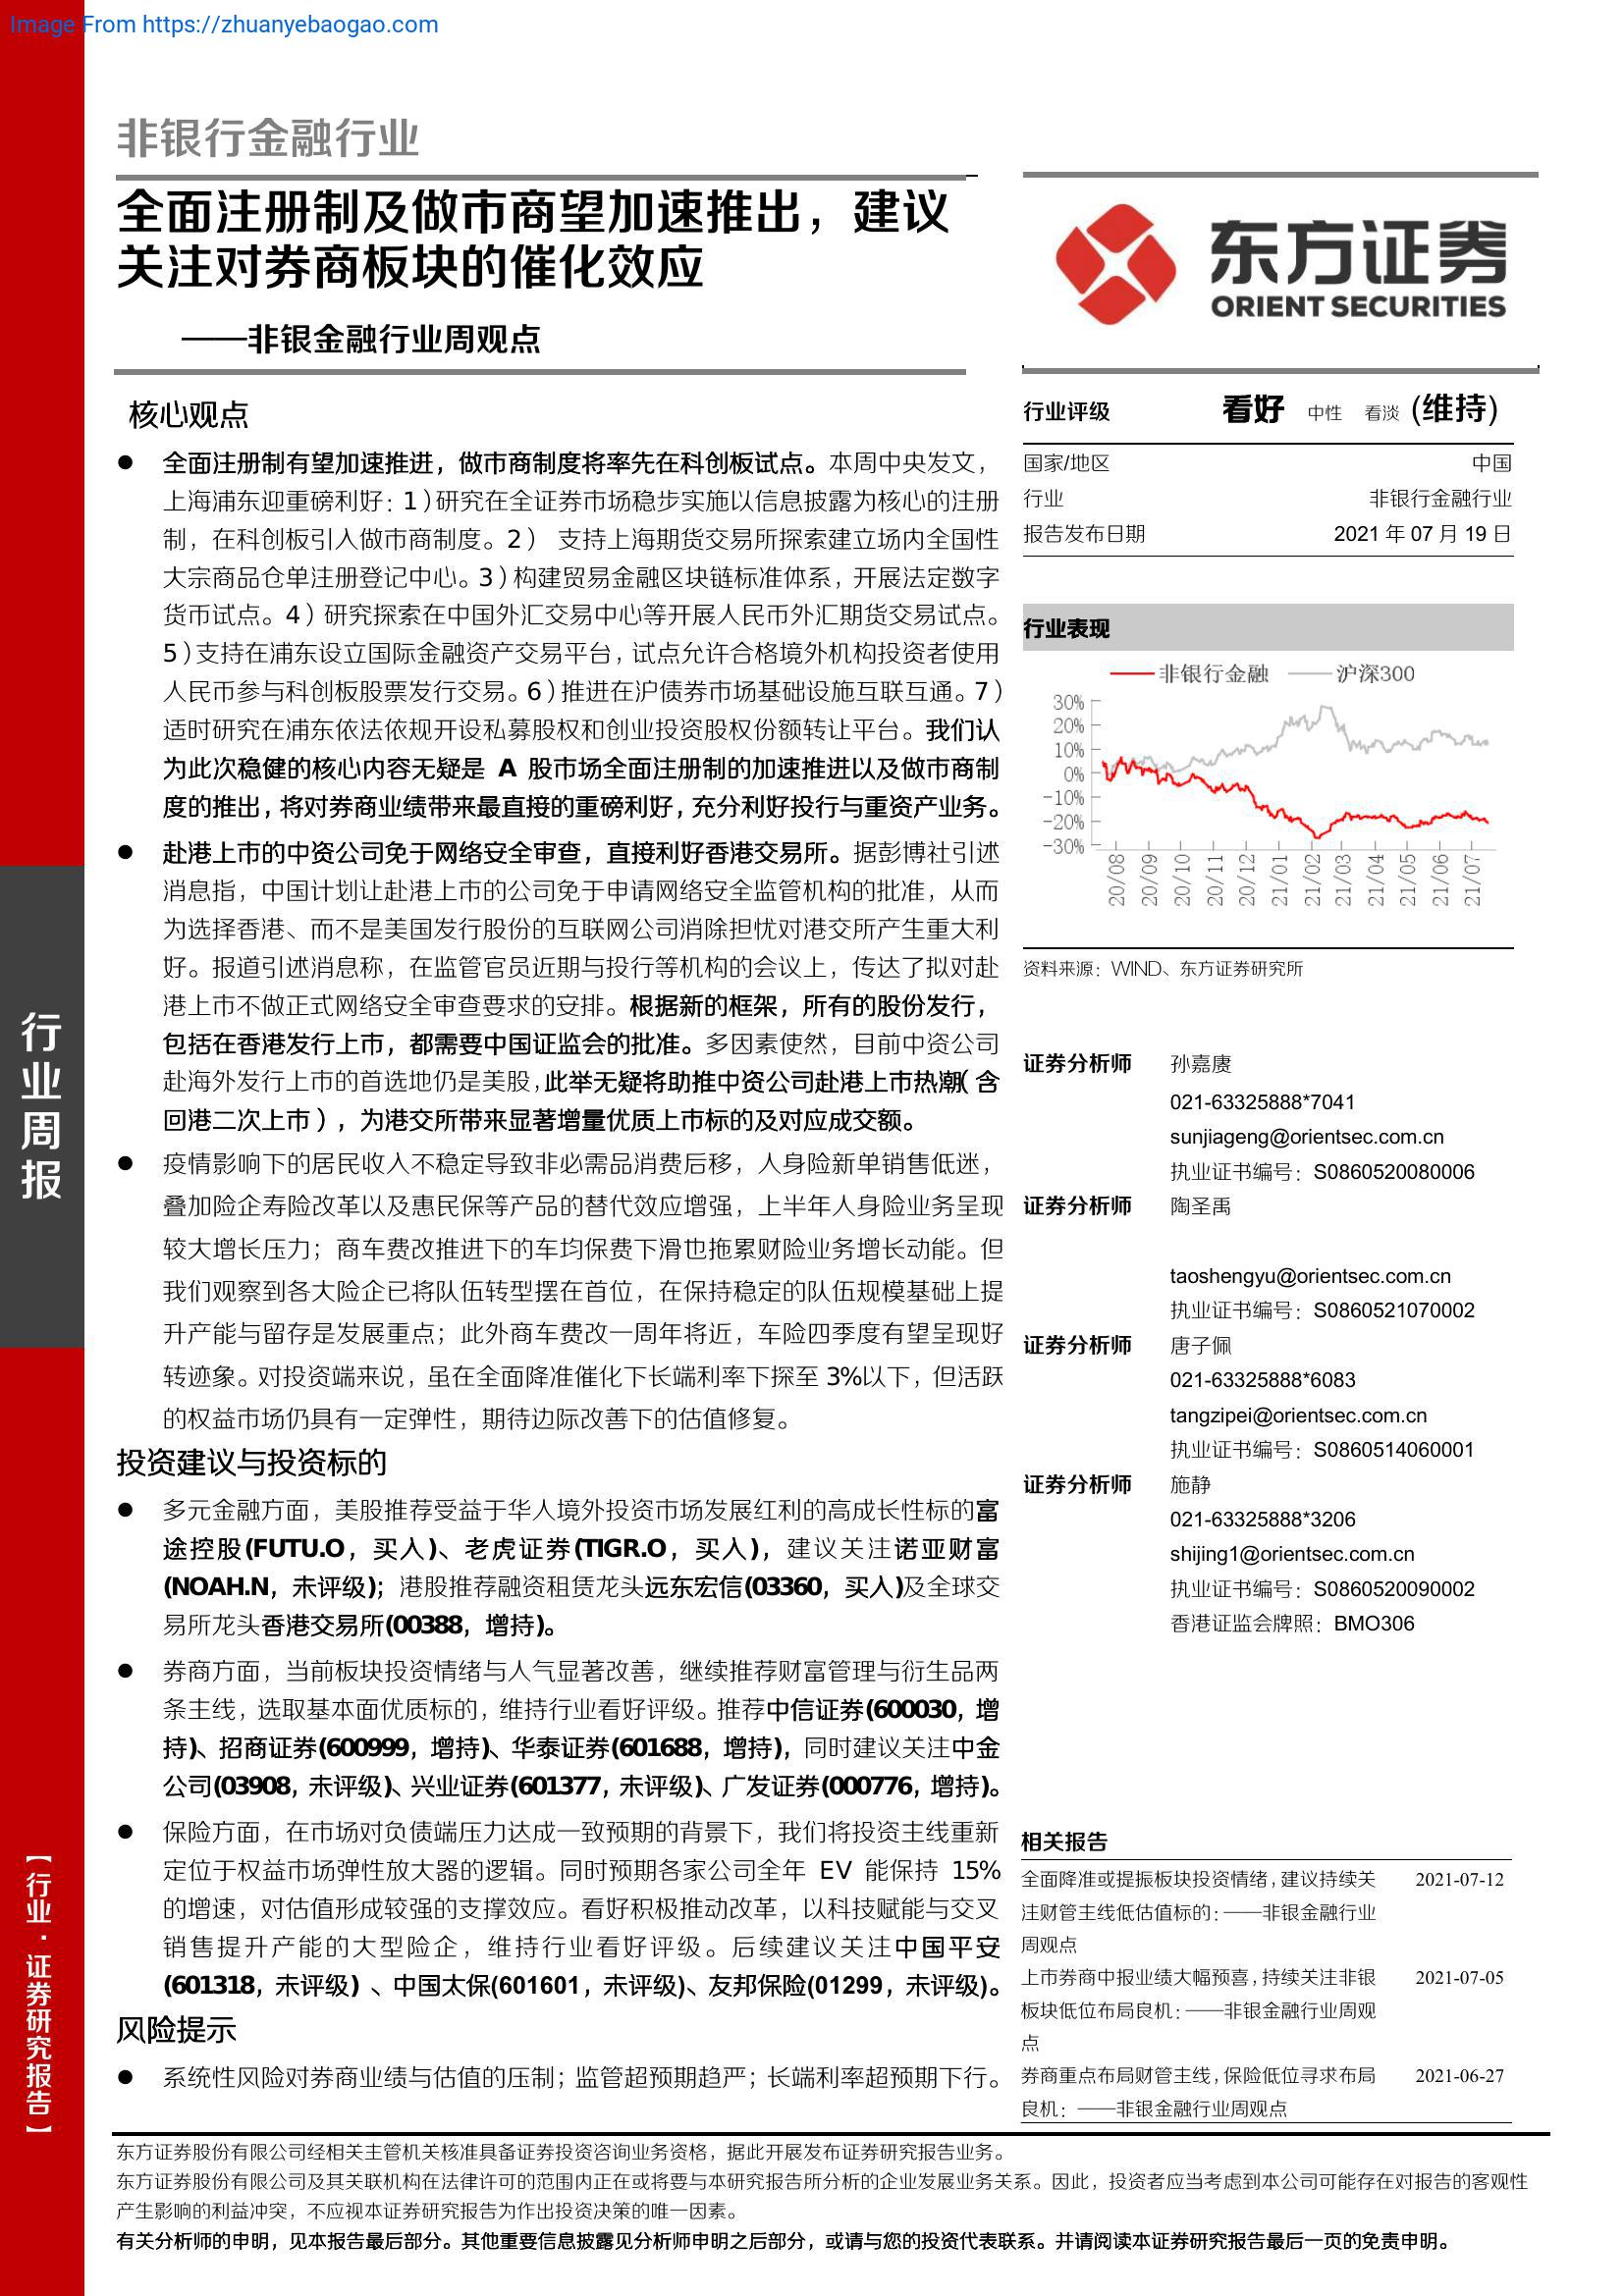 Image From https://zhuanyebaogao.com
非银行金融行业
全面注册制及做市商望加速推出，建议
关注对券商板块的催化效应
——非银金融行业周观点
核心观点
● 全面注册制有望加速推进，做市商制度将率先在科创板试点。本周中央发文，
上海浦东迎重磅利好：1）研究在全证券市场稳步实施以信息披露为核心的注册
制，在科创板引入做市商制度。2） 支持上海期货交易所探索建立场内全国性
大宗商品仓单注册登记中心。3）构建贸易金融区块链标准体系，开展法定数字
货币试点。4）研究探索在中国外汇交易中心等开展人民币外汇期货交易试点。
5）支持在浦东设立国际金融资产交易平台，试点允许合格境外机构投资者使用
人民币参与科创板股票发行交易。6）推进在沪债券市场基础设施互联互通。7）
适时研究在浦东依法依规开设私募股权和创业投资股权份额转让平台。我们认
为此次稳健的核心内容无疑是 A 股市场全面注册制的加速推进以及做市商制
度的推出，将对券商业绩带来最直接的重磅利好，充分利好投行与重资产业务。
● 赴港上市的中资公司免于网络安全审查，直接利好香港交易所。据彭博社引述
消息指，中国计划让赴港上市的公司免于申请网络安全监管机构的批准，从而
为选择香港、而不是美国发行股份的互联网公司消除担忧对港交所产生重大利
好。报道引述消息称，在监管官员近期与投行等机构的会议上，传达了拟对赴
港上市不做正式网络安全审查要求的安排。根据新的框架，所有的股份发行，
包括在香港发行上市，都需要中国证监会的批准。多因素使然，目前中资公司
赴海外发行上市的首选地仍是美股，此举无疑将助推中资公司赴港上市热潮（含
回港二次上市），为港交所带来显著增量优质上市标的及对应成交额。
● 疫情影响下的居民收入不稳定导致非必需品消费后移，人身险新单销售低迷，
叠加险企寿险改革以及惠民保等产品的替代效应增强，上半年人身险业务呈现
较大增长压力；商车费改推进下的车均保费下滑也拖累财险业务增长动能。但
我们观察到各大险企已将队伍转型摆在首位，在保持稳定的队伍规模基础上提
升产能与留存是发展重点；此外商车费改一周年将近，车险四季度有望呈现好
转迹象。对投资端来说，虽在全面降准催化下长端利率下探至 3%以下，但活跃
的权益市场仍具有一定弹性，期待边际改善下的估值修复。
投资建议与投资标的
● 多元金融方面，美股推荐受益于华人境外投资市场发展红利的高成长性标的富
途控股(FUTU.O，买入)、老虎证券(TIGR.O，买入)，建议关注诺亚财富
(NOAH.N，未评级)；港股推荐融资租赁龙头远东宏信(03360，买入)及全球交
易所龙头香港交易所(00388，增持)。
● 券商方面，当前板块投资情绪与人气显著改善，继续推荐财富管理与衍生品两
条主线，选取基本面优质标的，维持行业看好评级。推荐中信证券(600030，增
持)、招商证券(600999，增持)、华泰证券(601688，增持)，同时建议关注中金
公司(03908，未评级)、兴业证券(601377，未评级)、广发证券(000776，增持)。
● 保险方面，在市场对负债端压力达成一致预期的背景下，我们将投资主线重新
定位于权益市场弹性放大器的逻辑。同时预期各家公司全年 EV 能保持 15%
的增速，对估值形成较强的支撑效应。看好积极推动改革，以科技赋能与交叉
销售提升产能的大型险企，维持行业看好评级。后续建议关注中国平安
(601318，未评级) 、中国太保(601601，未评级)、友邦保险(01299，未评级)。
风险提示
● 系统性风险对券商业绩与估值的压制；监管超预期趋严；长端利率超预期下行。
东方证券
ORIENT SECURITIES
行业评级 看好 中性 看淡 (维持)
国家/地区 中国
行业 非银行金融行业
报告发布日期 2021 年 07 月 19 日
行业表现
非银行金融 沪深300
30%
20%
10%
0%
-10%
-20%
-30%
20/08 20/09 20/10 20/11 20/12 21/01 21/02 21/03 21/04 21/05 21/06 21/07
资料来源：WIND、东方证券研究所
证券分析师 孙嘉赓
021-63325888*7041
sunjiageng@orientsec.com.cn
执业证书编号：S0860520080006
证券分析师 陶圣禹
taoshengyu@orientsec.com.cn
执业证书编号：S0860521070002
证券分析师 唐子佩
021-63325888*6083
tangzipei@orientsec.com.cn
执业证书编号：S0860514060001
证券分析师 施静
021-63325888*3206
shijing1@orientsec.com.cn
执业证书编号：S0860520090002
香港证监会牌照：BMO306
相关报告
全面降准或提振板块投资情绪，建议持续关 2021-07-12
注财管主线低估值标的：——非银金融行业
周观点
上市券商中报业绩大幅预喜，持续关注非银 2021-07-05
板块低位布局良机：——非银金融行业周观
点
券商重点布局财管主线，保险低位寻求布局 2021-06-27
良机：——非银金融行业周观点
行业周报
【行业·证券研究报告】
东方证券股份有限公司经相关主管机关核准具备证券投资咨询业务资格，据此开展发布证券研究报告业务。
东方证券股份有限公司及其关联机构在法律许可的范围内正在或将要与本研究报告所分析的企业发展业务关系。因此，投资者应当考虑到本公司可能存在对报告的客观性
产生影响的利益冲突，不应视本证券研究报告为作出投资决策的唯一因素。
有关分析师的申明，见本报告最后部分。其他重要信息披露见分析师申明之后部分，或请与您的投资代表联系。并请阅读本证券研究报告最后一页的免责申明。